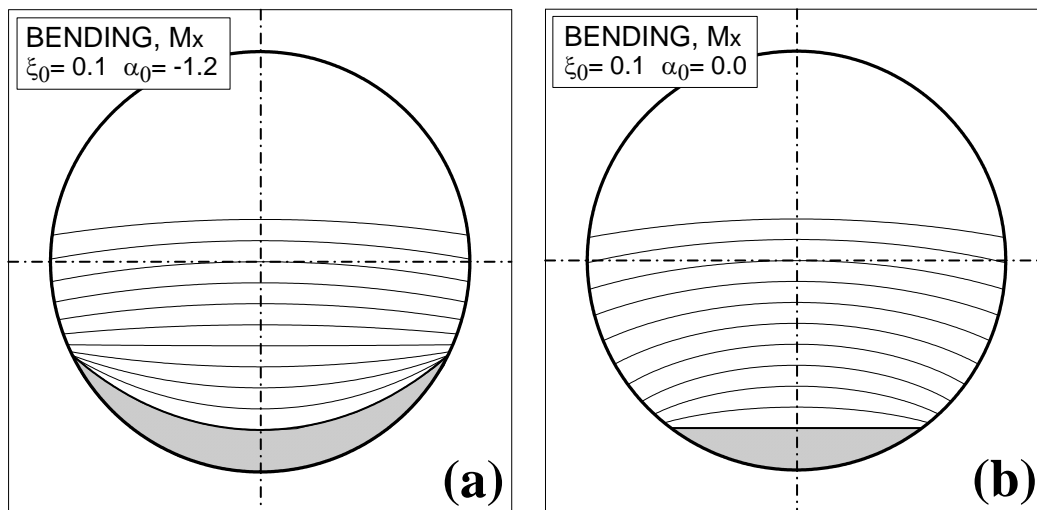 BENDING, Mx
ξ0= 0.1 α0= -1.2
(a)
BENDING, Mx
ξ0= 0.1 α0= 0.0
(b)